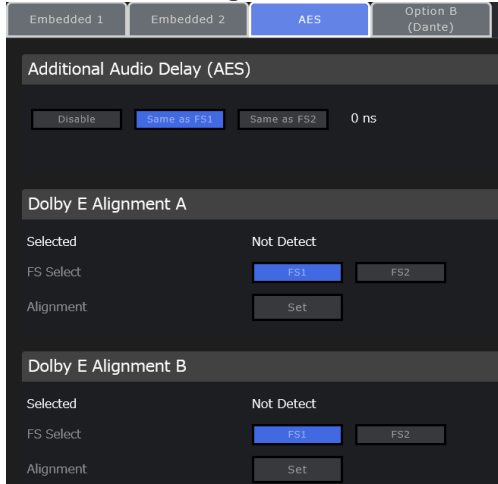 Embedded 1 Embedded 2 AES Option B
(Dante)
Additional Audio Delay (AES)
Disable Same as FS1 Same as FS2 0 ns
Dolby E Alignment A
Selected Not Detect
FS Select FS1 FS2
Alignment Set
Dolby E Alignment B
Selected Not Detect
FS Select FS1 FS2
Alignment Set